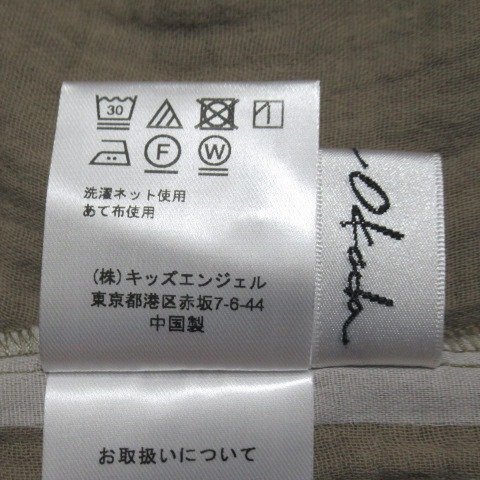 30
F
W
洗濯ネット使用
あて布使用
(株)キッズエンジェル
東京都港区赤坂7-6-44
中国製
Okada
お取扱いについて